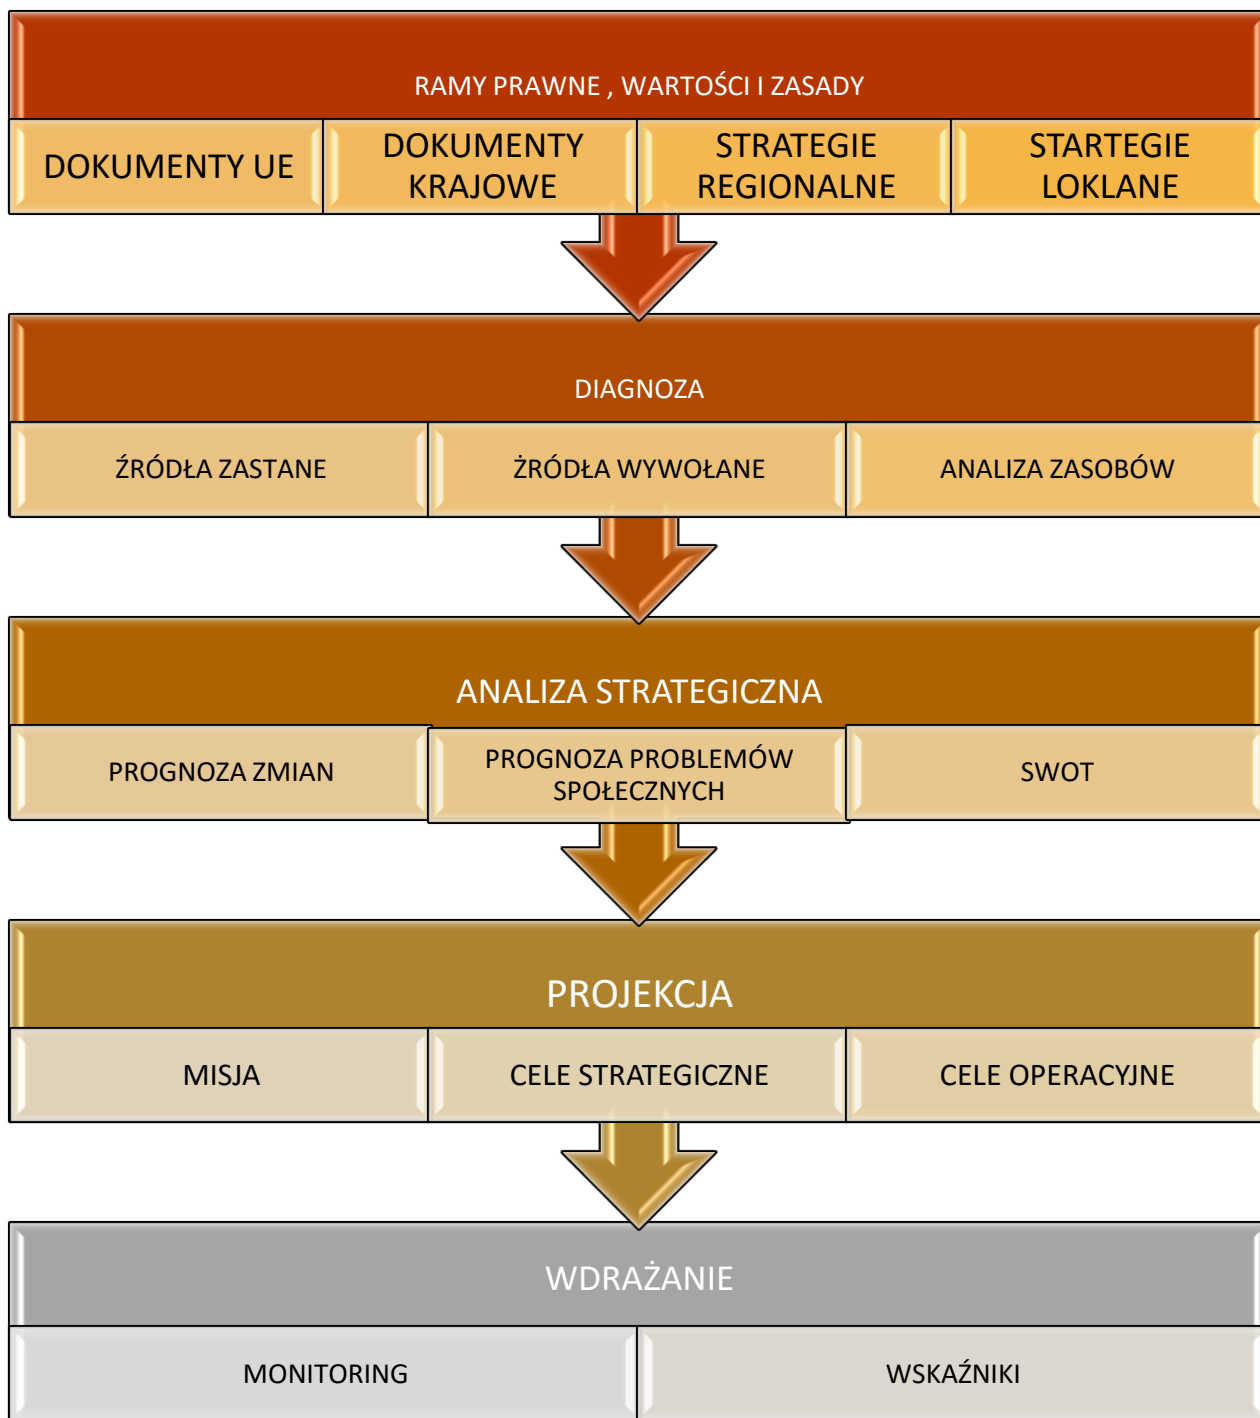 RAMY PRAWNE , WARTOŚCI I ZASADY
DOKUMENTY UE
DOKUMENTY
KRAJOWE
STRATEGIE
REGIONALNE
STARTEGIE
LOKLANE
DIAGNOZA
ŹRÓDŁA ZASTANE
ŻRÓDŁA WYWOŁANE
ANALIZA ZASOBÓW
ANALIZA STRATEGICZNA
PROGNOZA ZMIAN
PROGNOZA PROBLEMÓW
SPOŁECZNYCH
SWOT
PROJEKCJA
MISJA
CELE STRATEGICZNE
CELE OPERACYJNE
WDRAŻANIE
MONITORING
WSKAŹNIKI